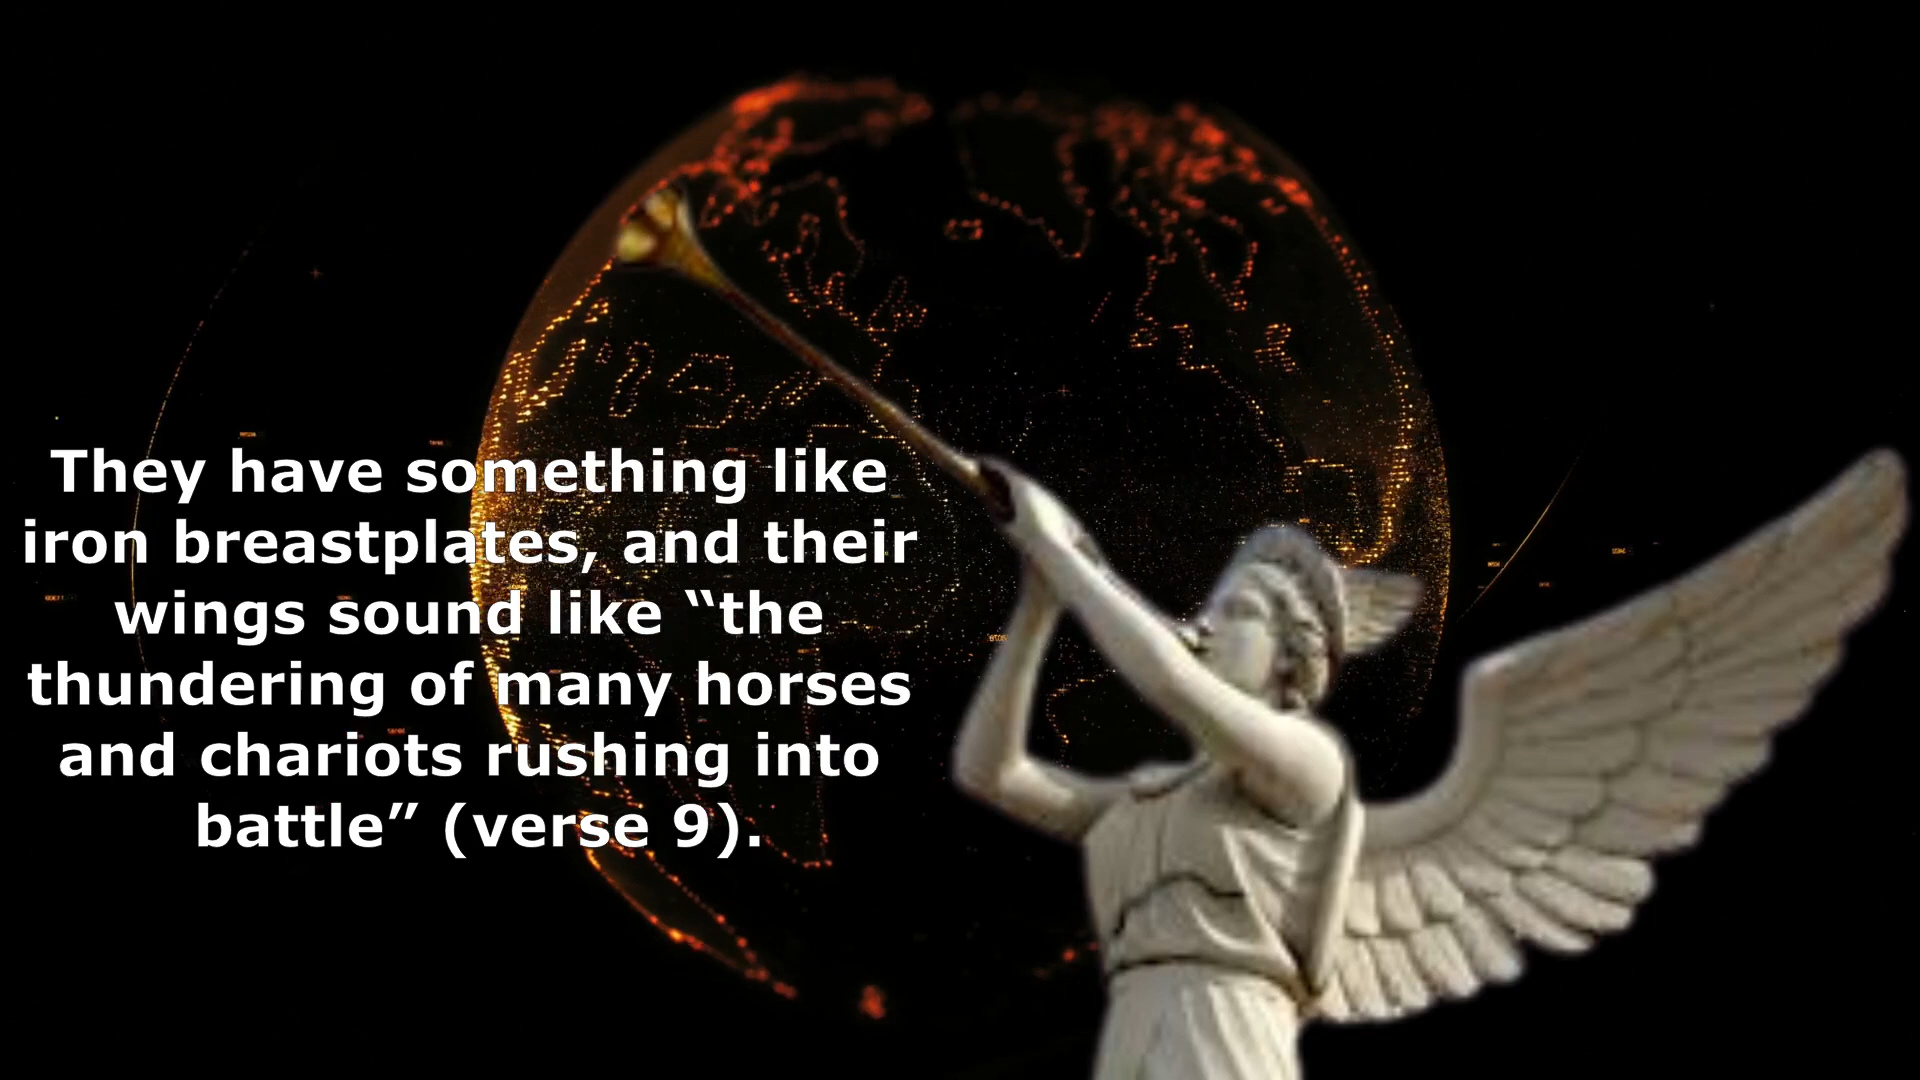 They have something like
iron breastplates, and their
wings sound like “the
thundering of many horses
and chariots rushing into
battle” (verse 9).